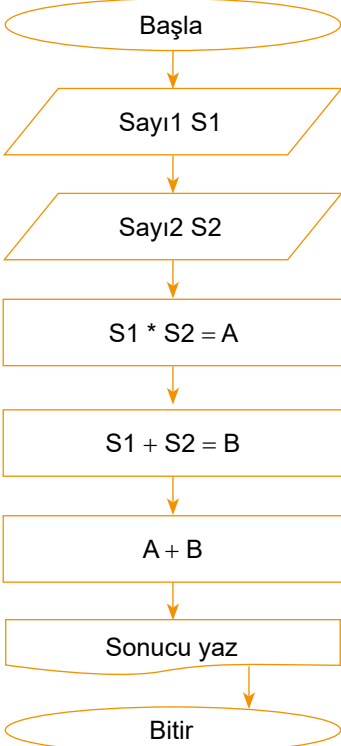 Başla
Sayı1 S1
Sayı2 S2
S1 * S2 = A
S1 + S2 = B
A + B
Sonucu yaz
Bitir